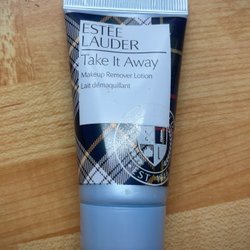 ESTEE
LAUDER
Take It Away
Makeup Remover Lotion
Lait démaquillant